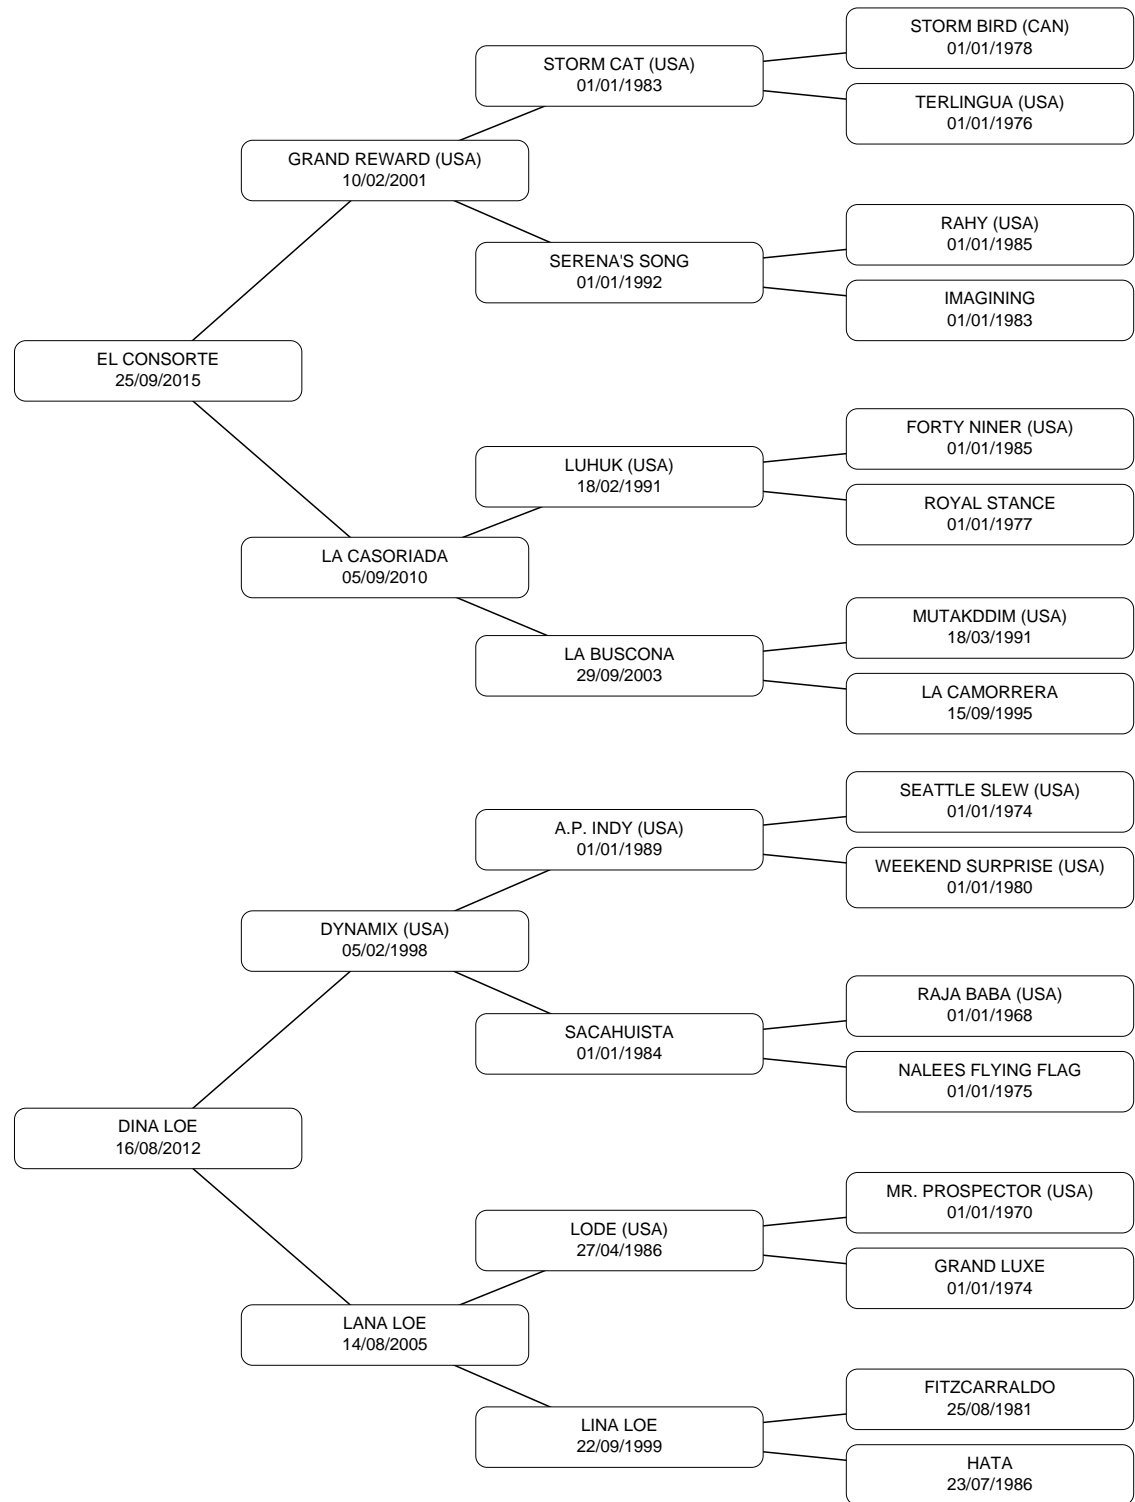 STORM BIRD (CAN)
01/01/1978
STORM CAT (USA)
01/01/1983
TERLINGUA (USA)
01/01/1976
GRAND REWARD (USA)
10/02/2001
RAHY (USA)
01/01/1985
SERENA'S SONG
01/01/1992
IMAGINING
01/01/1983
EL CONSORTE
25/09/2015
FORTY NINER (USA)
01/01/1985
LUHUK (USA)
18/02/1991
ROYAL STANCE
01/01/1977
LA CASORIADA
05/09/2010
MUTAKDDIM (USA)
18/03/1991
LA BUSCONA
29/09/2003
LA CAMORRERA
15/09/1995
SEATTLE SLEW (USA)
01/01/1974
A.P. INDY (USA)
01/01/1989
WEEKEND SURPRISE (USA)
01/01/1980
DYNAMIX (USA)
05/02/1998
RAJA BABA (USA)
01/01/1968
SACAHUISTA
01/01/1984
NALEES FLYING FLAG
01/01/1975
DINA LOE
16/08/2012
MR. PROSPECTOR (USA)
01/01/1970
LODE (USA)
27/04/1986
GRAND LUXE
01/01/1974
LANA LOE
14/08/2005
FITZCARRALDO
25/08/1981
LINA LOE
22/09/1999
HATA
23/07/1986